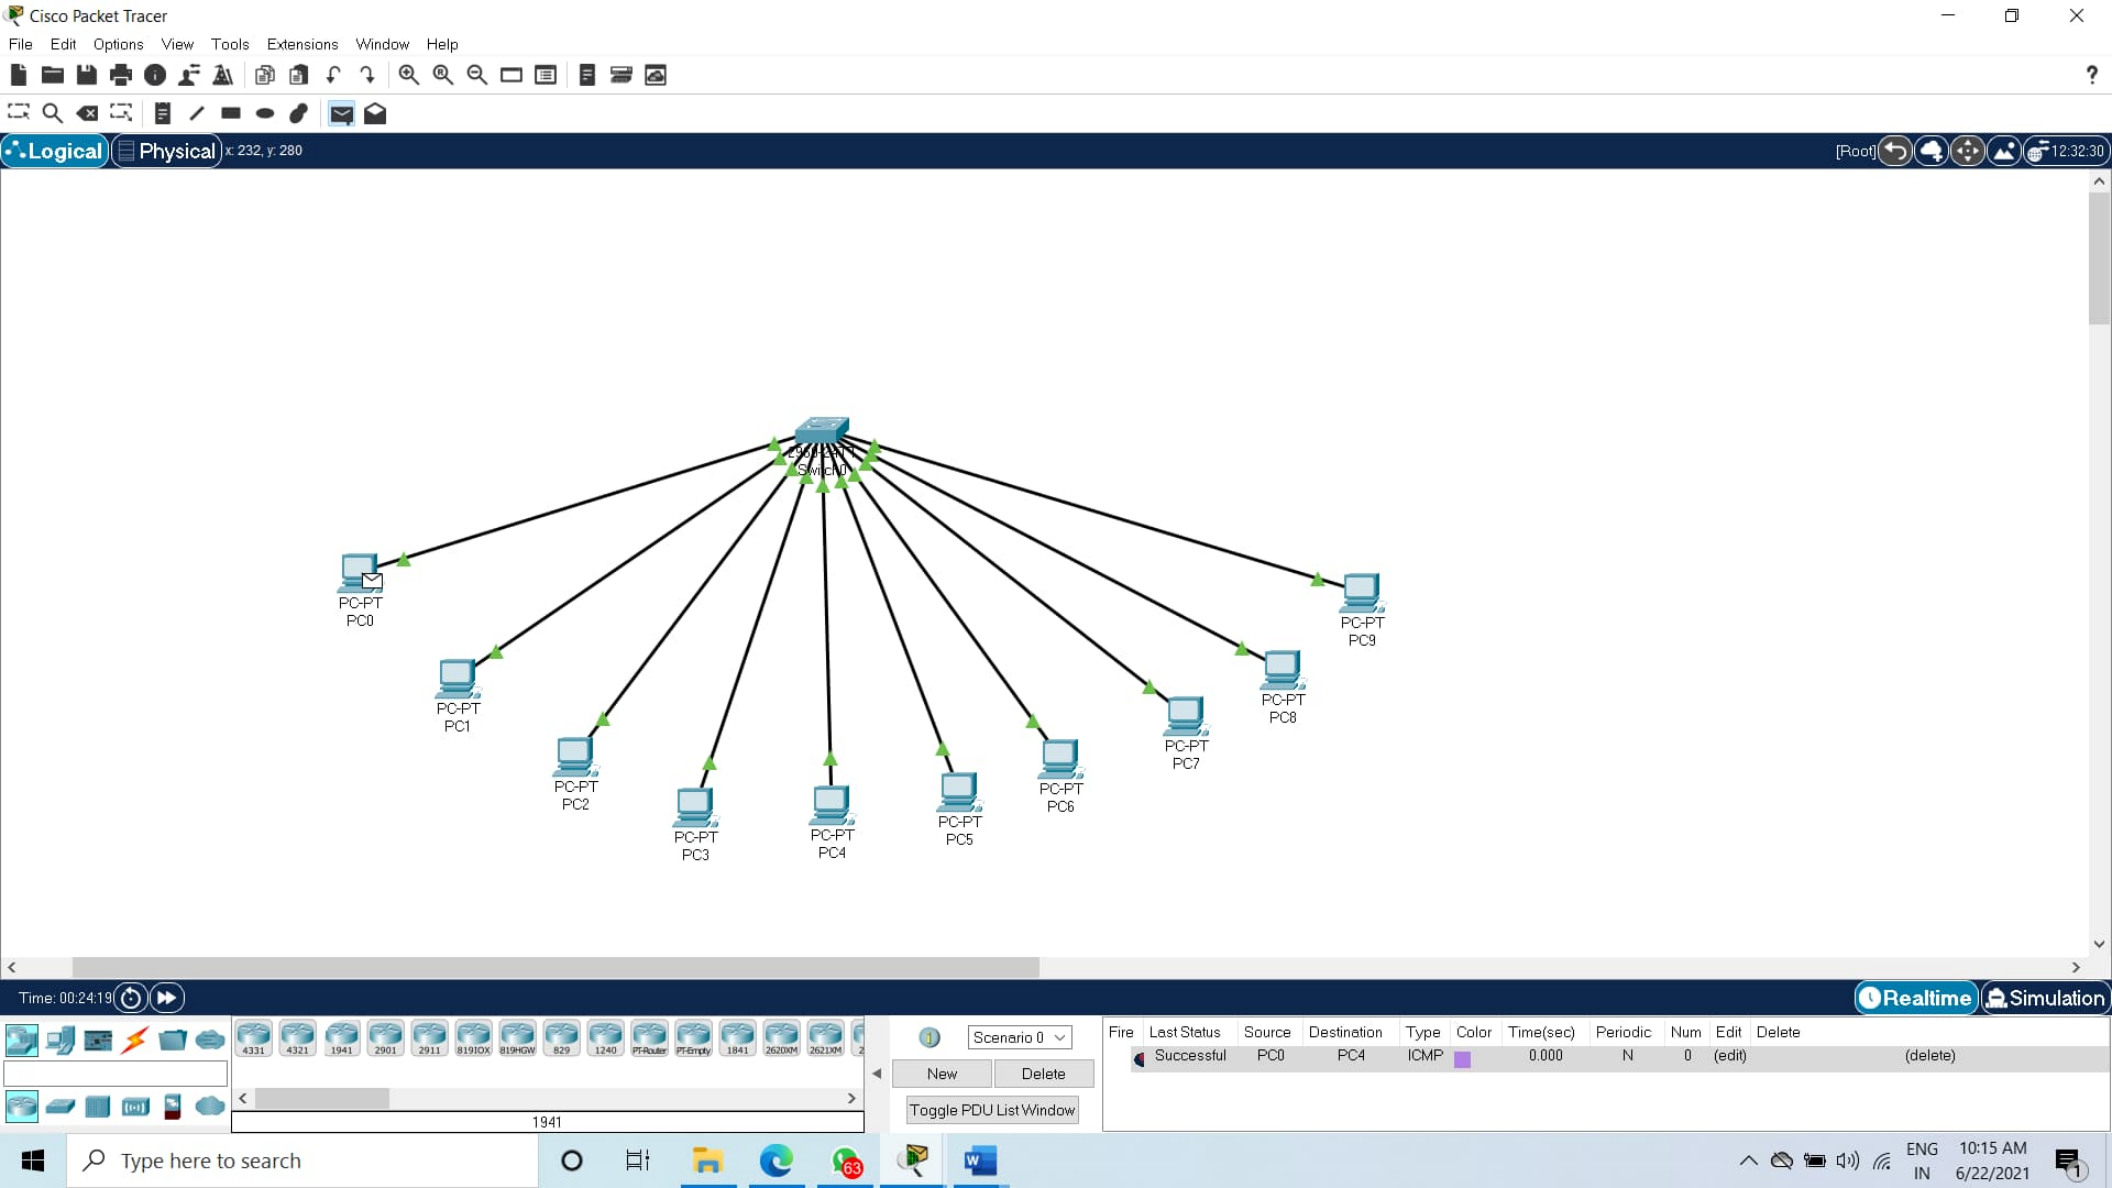 Cisco Packet Tracer
File Edit Options View Tools Extensions Window Help
?
Logical Physical x: 232, y: 280 [Root] 12:32:30
Switch0
PC-PT
PC0
PC-PT
PC9
PC-PT
PC1
PC-PT
PC8
PC-PT
PC7
PC-PT
PC2
PC-PT
PC6
PC-PT
PC5
PC-PT
PC3
PC-PT
PC4
Time: 00:24:19 Realtime Simulation
4331 4321 1941 2901 2911 819IOX 819HGW 829 1240 PT-Router PT-Empty 1841 2620XM 2621XM 2
1941
Scenario 0
New Delete
Toggle PDU List Window
Fire Last Status Source Destination Type Color Time(sec) Periodic Num Edit Delete
Successful PC0 PC4 ICMP 0.000 N 0 (edit) (delete)
Type here to search
63
ENG
IN
10:15 AM
6/22/2021
1